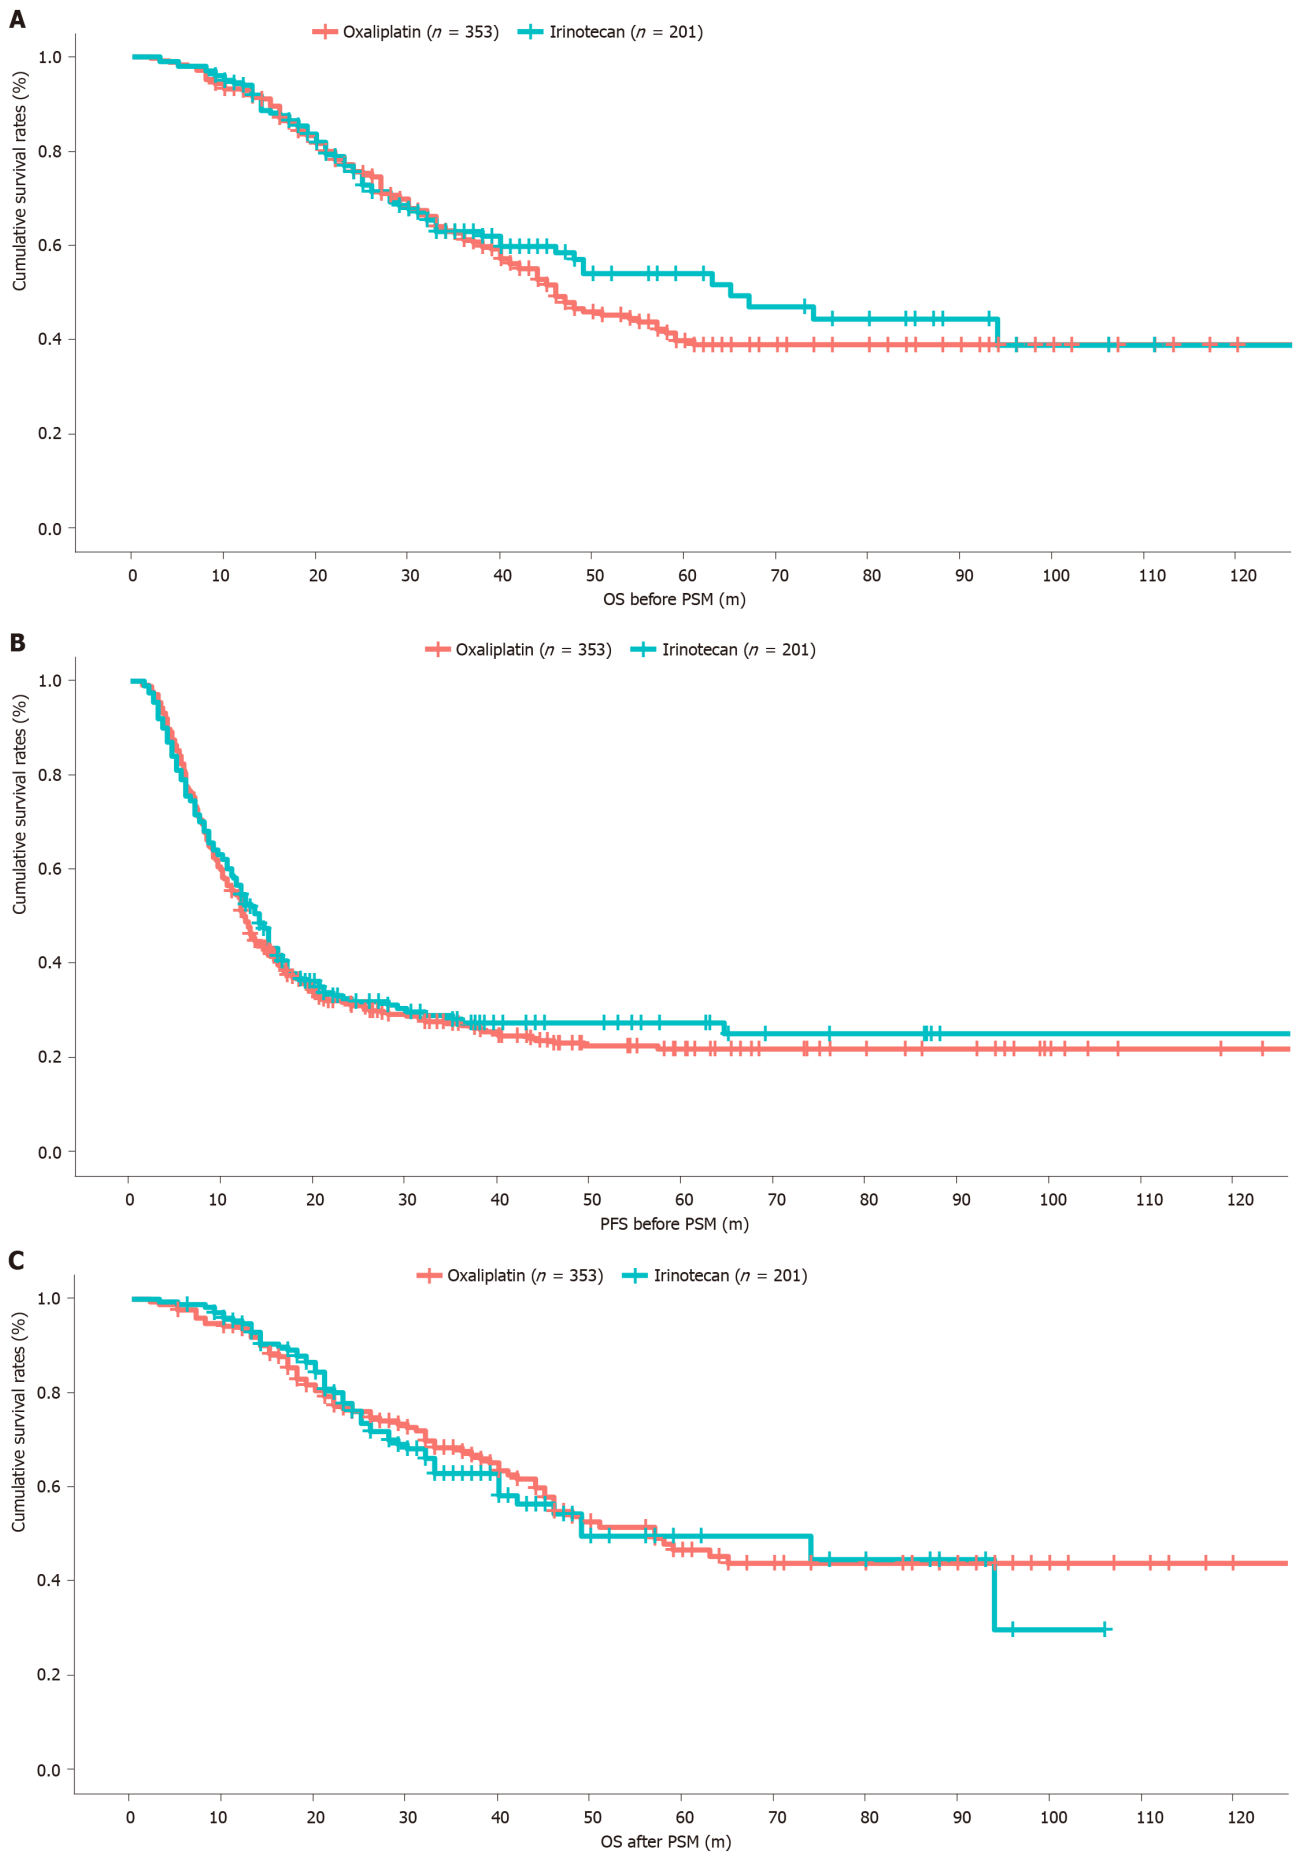 A
Oxaliplatin (n = 353) Irinotecan (n = 201)
Cumulative survival rates (%)
1.0
0.8
0.6
0.4
0.2
0.0
0 10 20 30 40 50 60 70 80 90 100 110 120
OS before PSM (m)
B
Oxaliplatin (n = 353) Irinotecan (n = 201)
Cumulative survival rates (%)
1.0
0.8
0.6
0.4
0.2
0.0
0 10 20 30 40 50 60 70 80 90 100 110 120
PFS before PSM (m)
C
Oxaliplatin (n = 353) Irinotecan (n = 201)
Cumulative survival rates (%)
1.0
0.8
0.6
0.4
0.2
0.0
0 10 20 30 40 50 60 70 80 90 100 110 120
OS after PSM (m)